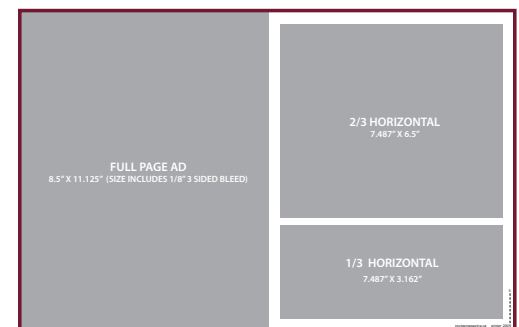 FULL PAGE AD
8.5" X 11.125" (SIZE INCLUDES 1/8" 3 SIDED BLEED)
2/3 HORIZONTAL
7.487" X 6.5"
1/3 HORIZONTAL
7.487" X 3.162"